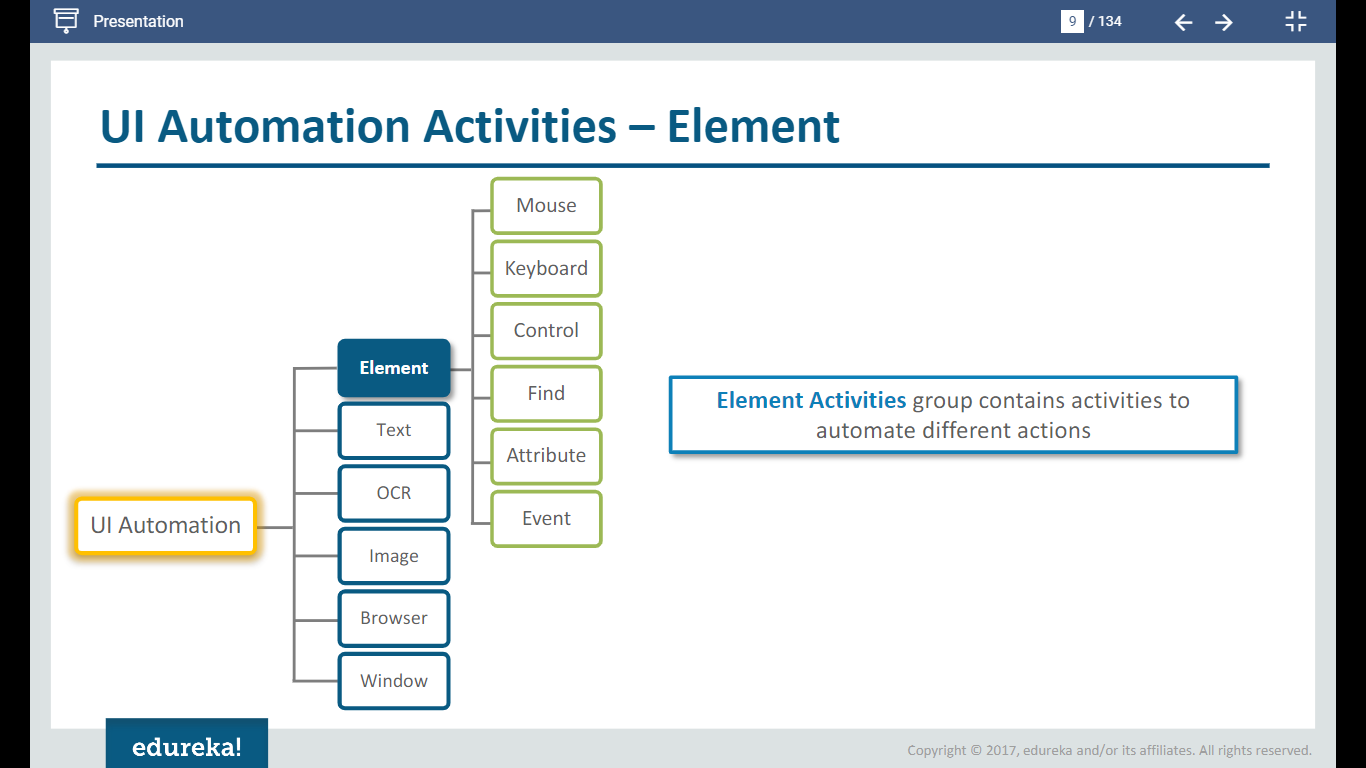 Presentation
9 / 134
UI Automation Activities – Element
Mouse
Keyboard
Control
Find
Attribute
Event
Element
Text
OCR
Image
Browser
Window
UI Automation
Element Activities group contains activities to
automate different actions
edureka!
Copyright © 2017, edureka and/or its affiliates. All rights reserved.